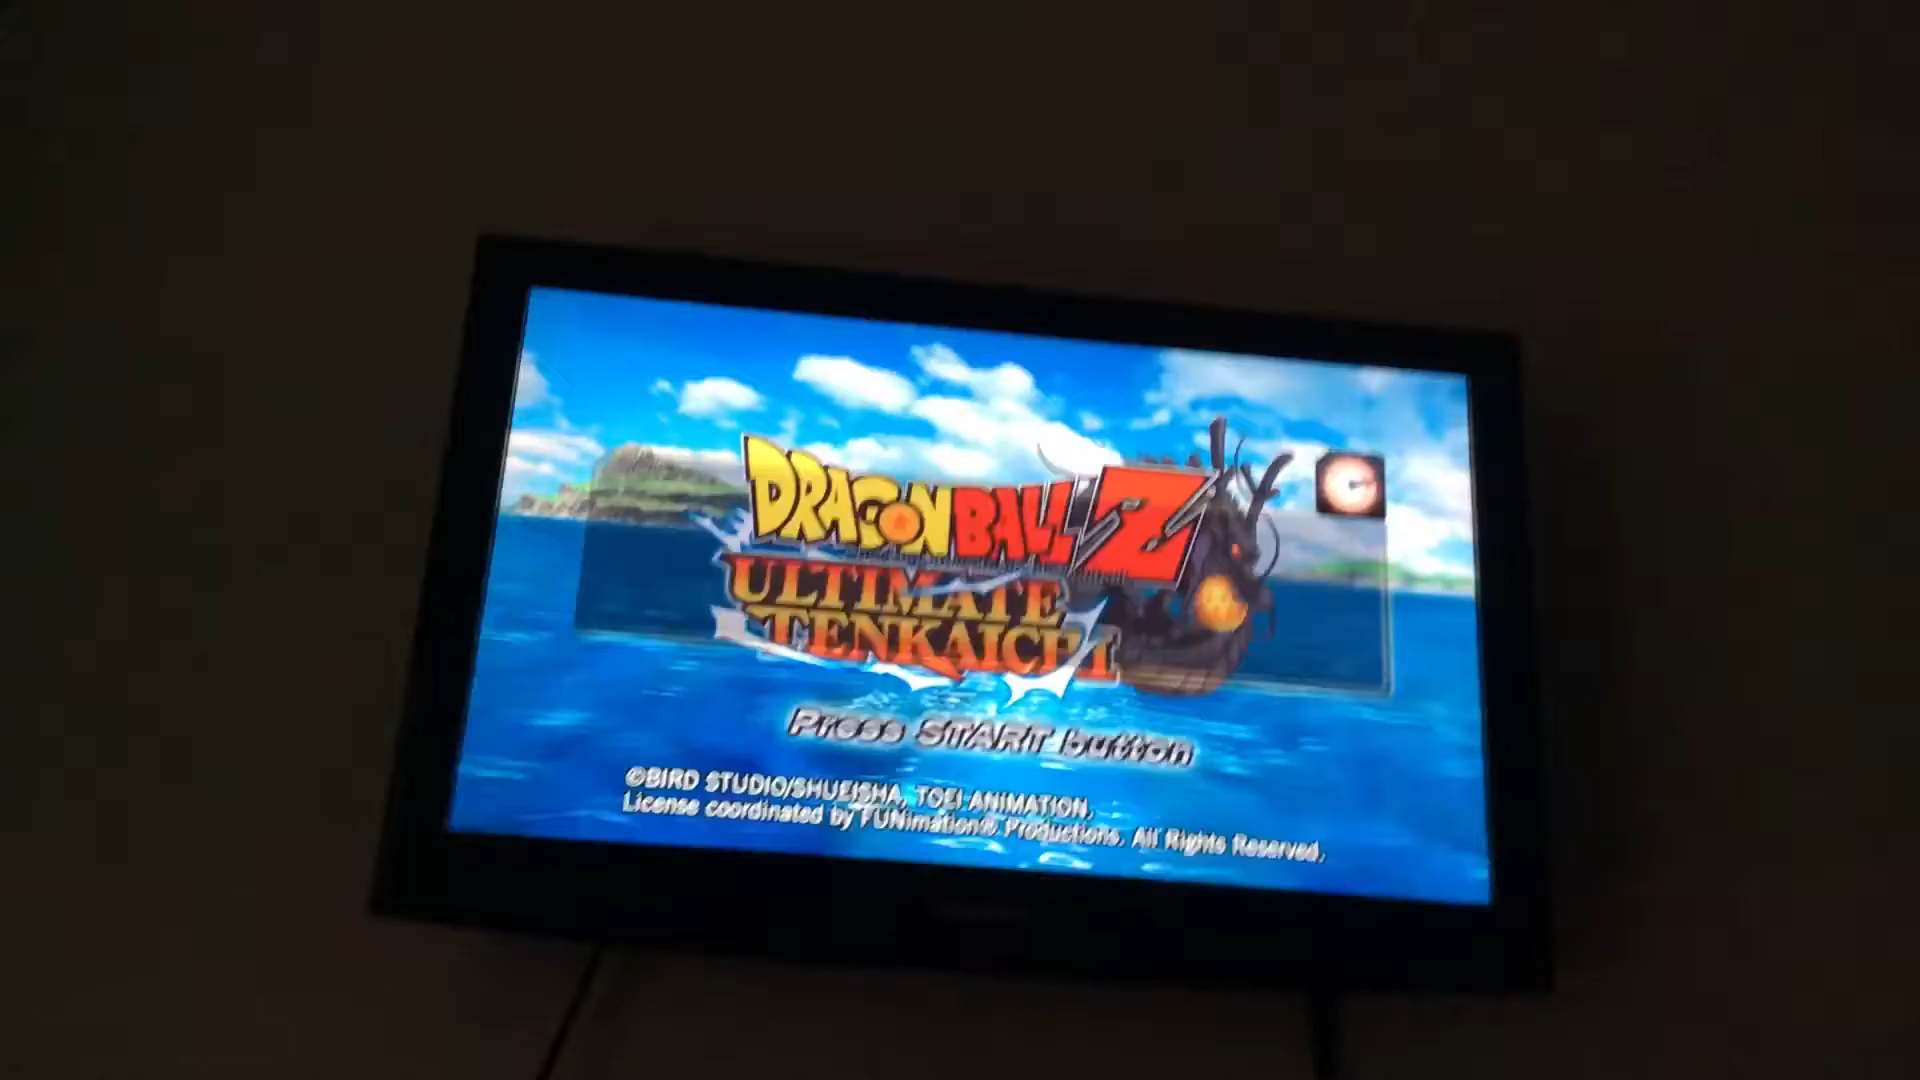 DRAGON BALL Z
ULTIMATE
TENKAICHI
Press START button
©BIRD STUDIO/SHUEISHA, TOEI ANIMATION.
License coordinated by FUNimation® Productions. All Rights Reserved.